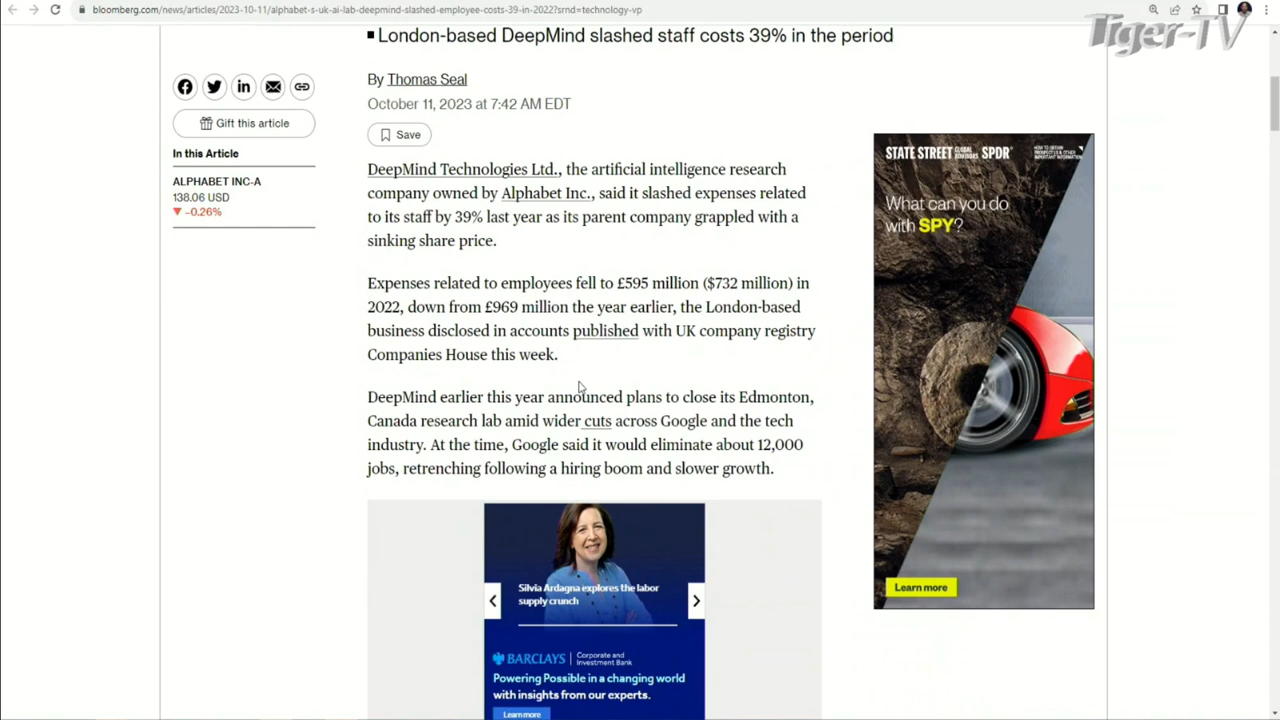 bloomberg.com/news/articles/2023-10-11/alphabet-s-uk-ai-lab-deepmind-slashed-employee-costs-39-in-2022?srnd=technology-vp
Tiger-TV
London-based DeepMind slashed staff costs 39% in the period
By Thomas Seal
October 11, 2023 at 7:42 AM EDT
Save
Gift this article
In this Article
ALPHABET INC-A
138.06 USD
▼ -0.26%
DeepMind Technologies Ltd., the artificial intelligence research
company owned by Alphabet Inc., said it slashed expenses related
to its staff by 39% last year as its parent company grappled with a
sinking share price.
Expenses related to employees fell to £595 million ($732 million) in
2022, down from £969 million the year earlier, the London-based
business disclosed in accounts published with UK company registry
Companies House this week.
DeepMind earlier this year announced plans to close its Edmonton,
Canada research lab amid wider cuts across Google and the tech
industry. At the time, Google said it would eliminate about 12,000
jobs, retrenching following a hiring boom and slower growth.
STATE STREET GLOBAL ADVISORS SPDR®
HOW TO OBTAIN
PROSPECTUS & OTHER
IMPORTANT INFORMATION
What can you do
with SPY?
Learn more
Silvia Ardagna explores the labor
supply crunch
BARCLAYS | Corporate and
Investment Bank
Powering Possible in a changing world
with insights from our experts.
Learn more